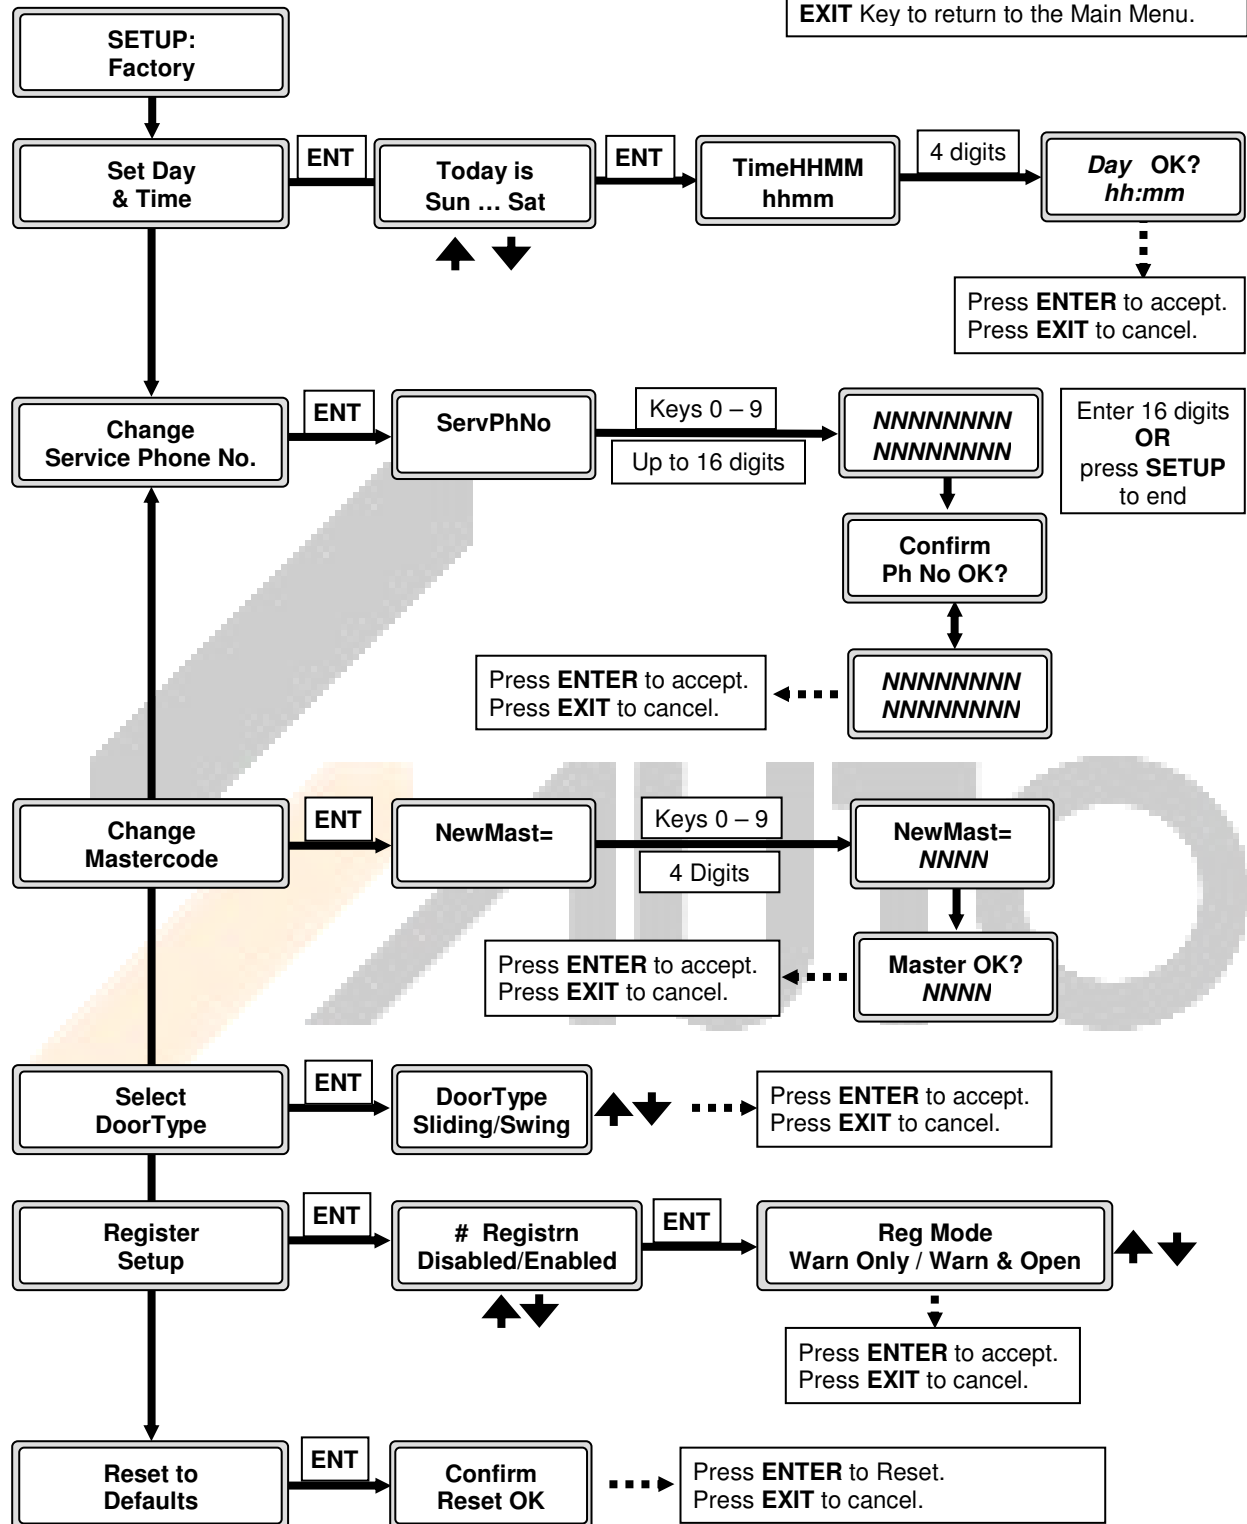 EXIT Key to return to the Main Menu.
SETUP:
Factory
Set Day
& Time
ENT
Today is
Sun ... Sat
ENT
TimeHHMM
hhmm
4 digits
Day OK?
hh:mm
Press ENTER to accept.
Press EXIT to cancel.
Change
Service Phone No.
ENT
ServPhNo
Keys 0 – 9
Up to 16 digits
NNNNNNNN
NNNNNNNN
Enter 16 digits
OR
press SETUP
to end
Confirm
Ph No OK?
NNNNNNNN
NNNNNNNN
Press ENTER to accept.
Press EXIT to cancel.
Change
Mastercode
ENT
NewMast=
Keys 0 – 9
4 Digits
NewMast=
NNNN
Master OK?
NNNN
Press ENTER to accept.
Press EXIT to cancel.
AUTO
Select
DoorType
ENT
DoorType
Sliding/Swing
Press ENTER to accept.
Press EXIT to cancel.
Register
Setup
ENT
# Registrn
Disabled/Enabled
ENT
Reg Mode
Warn Only / Warn & Open
Press ENTER to accept.
Press EXIT to cancel.
Reset to
Defaults
ENT
Confirm
Reset OK
Press ENTER to Reset.
Press EXIT to cancel.